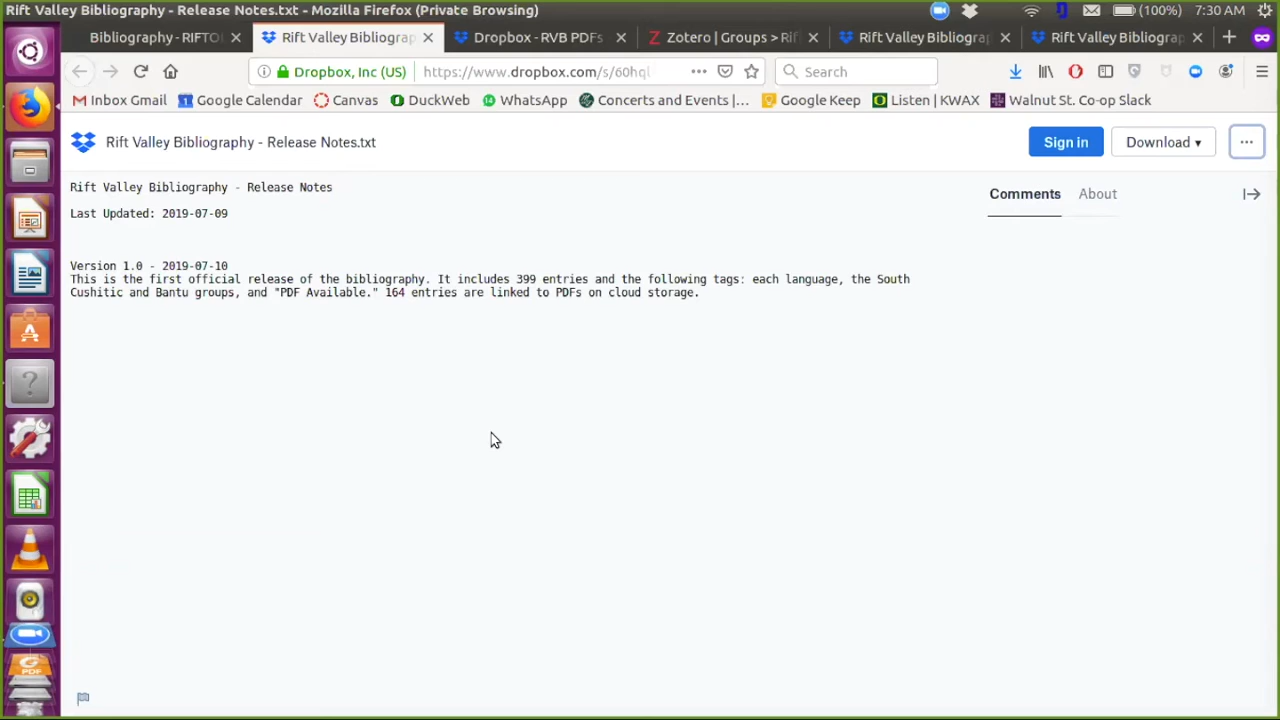 Rift Valley Bibliography - Release Notes.txt - Mozilla Firefox (Private Browsing)
(100%) 7:30 AM
Bibliography - RIFTO
Rift Valley Bibliograp
Dropbox - RVB PDFs
Zotero | Groups > Rif
Rift Valley Bibliograp
Rift Valley Bibliograp
Dropbox, Inc (US) https://www.dropbox.com/s/60hql
Search
Inbox Gmail Google Calendar Canvas DuckWeb WhatsApp Concerts and Events |... Google Keep Listen | KWAX Walnut St. Co-op Slack
Rift Valley Bibliography - Release Notes.txt
Sign in Download
Rift Valley Bibliography - Release Notes
Last Updated: 2019-07-09
Version 1.0 - 2019-07-10
This is the first official release of the bibliography. It includes 399 entries and the following tags: each language, the South
Cushitic and Bantu groups, and "PDF Available." 164 entries are linked to PDFs on cloud storage.
Comments About
PDF